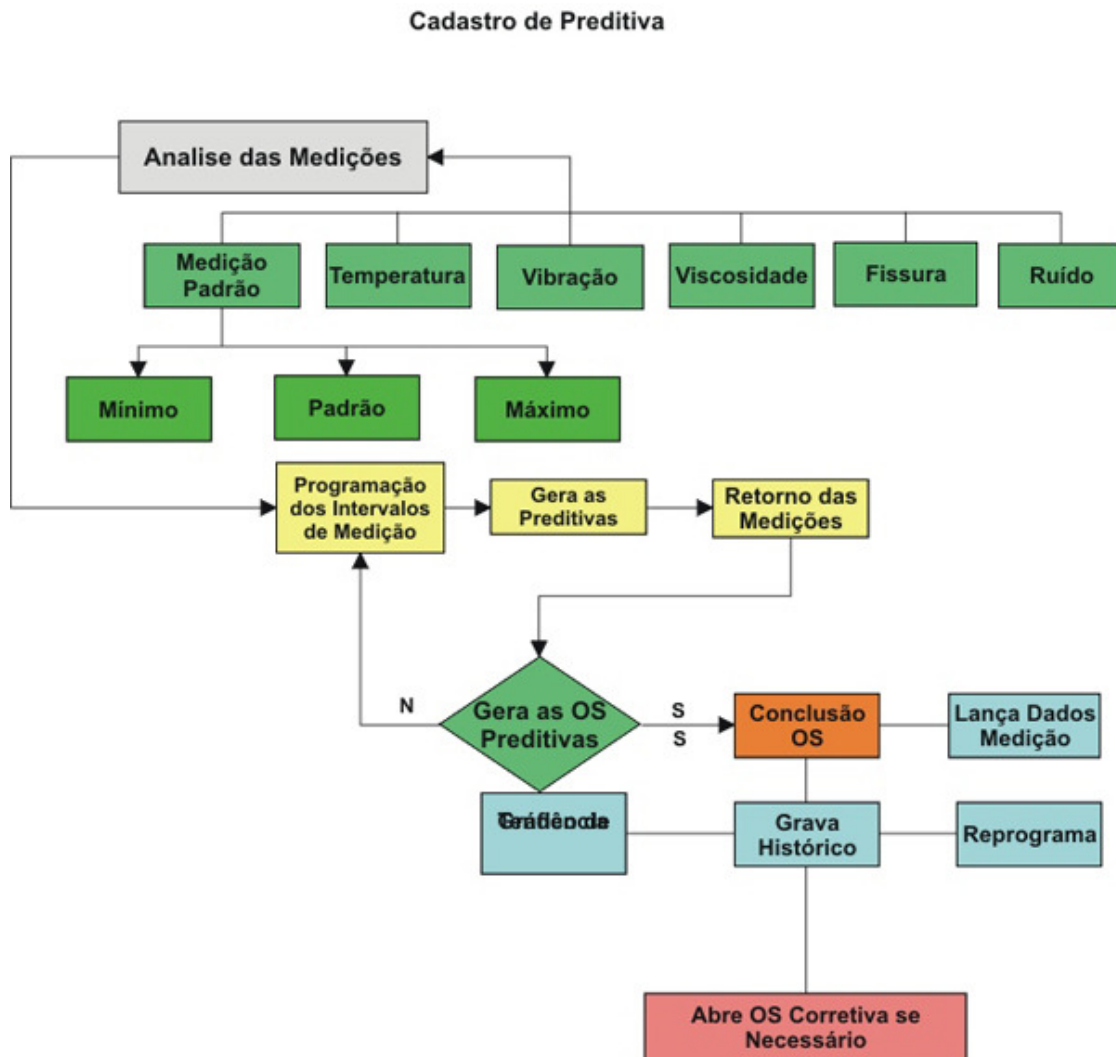 Cadastro de Preditiva
Analise das Medições
Medição
Padrão
Temperatura
Vibração
Viscosidade
Fissura
Ruído
Mínimo
Padrão
Máximo
Programação
dos Intervalos
de Medição
Gera as
Preditivas
Retorno das
Medições
N
Gera as OS
Preditivas
S
S
Conclusão
OS
Lança Dados
Medição
Grava
Histórico
Reprograma
Abre OS Corretiva se
Necessário